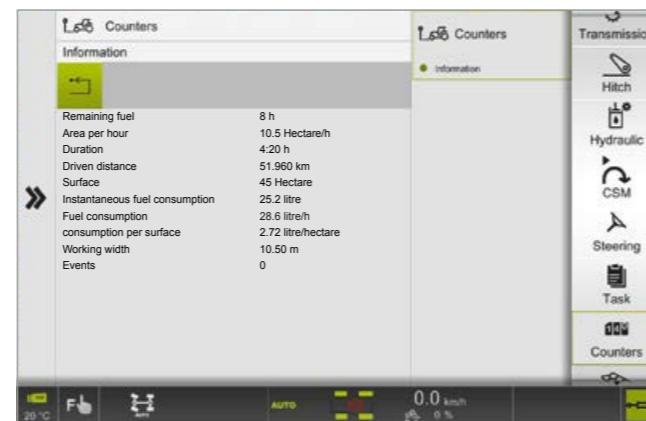 Counters
Information
Remaining fuel 8 h
Area per hour 10.5 Hectare/h
Duration 4:20 h
Driven distance 51.960 km
Surface 45 Hectare
Instantaneous fuel consumption 25.2 litre
Fuel consumption 28.6 litre/h
consumption per surface 2.72 litre/hectare
Working width 10.50 m
Events 0
Counters
Information
Transmissio
Hitch
Hydraulic
CSM
Steering
Task
Counters
20 °C
F
AUTO
AUTO
0.0 km/h
0 %